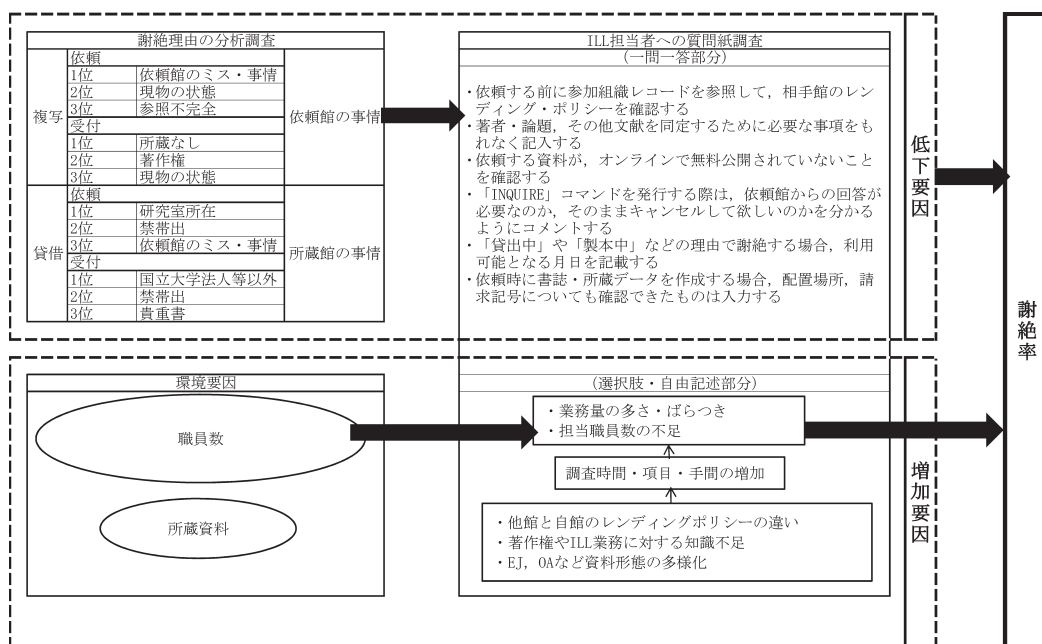 謝絶理由の分析調査
複写
依頼
1位 依頼館のミス・事情
2位 現物の状態
3位 参照不完全
受付
1位 所蔵なし
2位 著作権
3位 現物の状態
依頼館の事情
貸借
依頼
1位 研究室所在
2位 禁帯出
3位 依頼館のミス・事情
受付
1位 国立大学法人等以外
2位 禁帯出
3位 貴重書
所蔵館の事情
ILL担当者への質問紙調査
(一問一答部分)
・依頼する前に参加組織レコードを参照して，相手館のレン
ディング・ポリシーを確認する
・著者・論題，その他文献を同定するために必要な事項をも
れなく記入する
・依頼する資料が，オンラインで無料公開されていないこと
を確認する
・「INQUIRE」コマンドを発行する際は，依頼館からの回答が
必要なのか，そのままキャンセルして欲しいのかを分かる
ようにコメントする
・「貸出中」や「製本中」などの理由で謝絶する場合，利用
可能となる月日を記載する
・依頼時に書誌・所蔵データを作成する場合，配置場所，請
求記号についても確認できたものは入力する
低下要因
環境要因
職員数
所蔵資料
(選択肢・自由記述部分)
・業務量の多さ・ばらつき
・担当職員数の不足
調査時間・項目・手間の増加
・他館と自館のレンディングポリシーの違い
・著作権やILL業務に対する知識不足
・EJ，OAなど資料形態の多様化
増加要因
謝絶率